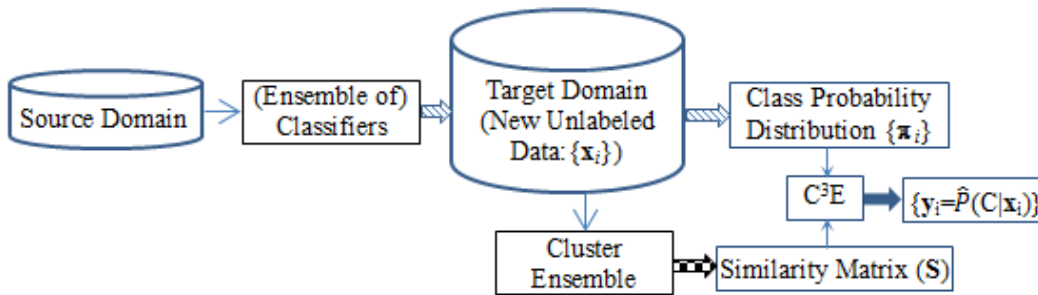 Source Domain
(Ensemble of)
Classifiers
Target Domain
(New Unlabeled
Data: {𝐱ᵢ})
Class Probability
Distribution {𝛑ᵢ}
C³E
{𝐲ᵢ=P̂(C|𝐱ᵢ)}
Cluster
Ensemble
Similarity Matrix (𝐒)